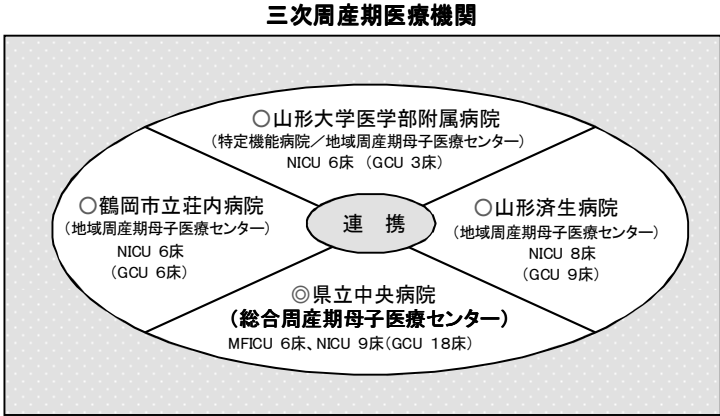 三次周産期医療機関
○山形大学医学部附属病院
(特定機能病院／地域周産期母子医療センター)
NICU 6床 (GCU 3床)
○鶴岡市立荘内病院
(地域周産期母子医療センター)
NICU 6床
(GCU 6床)
連 携
○山形済生病院
(地域周産期母子医療センター)
NICU 8床
(GCU 9床)
◎県立中央病院
(総合周産期母子医療センター)
MFICU 6床、NICU 9床(GCU 18床)